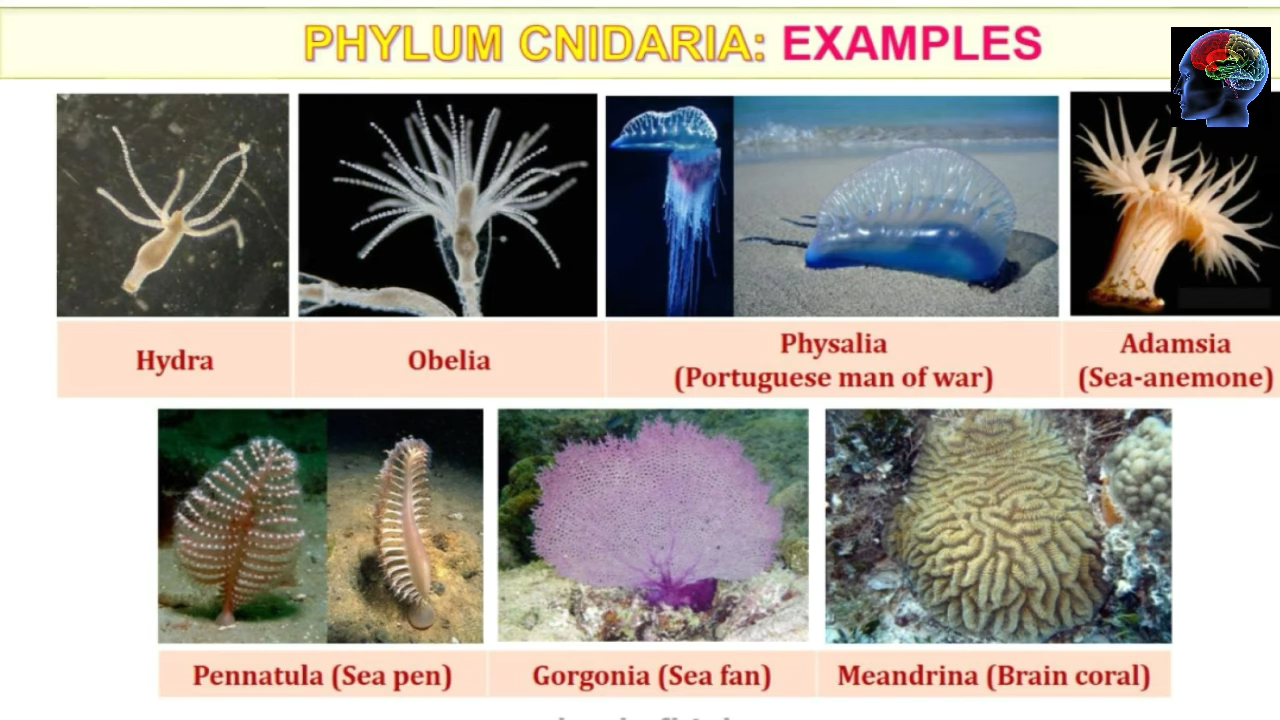 PHYLUM CNIDARIA: EXAMPLES
Hydra
Obelia
Physalia
(Portuguese man of war)
Adamsia
(Sea-anemone)
Pennatula (Sea pen)
Gorgonia (Sea fan)
Meandrina (Brain coral)